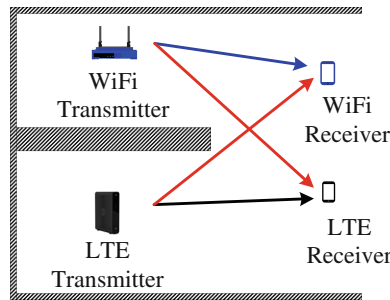 WiFi
Transmitter
WiFi
Receiver
LTE
Transmitter
LTE
Receiver